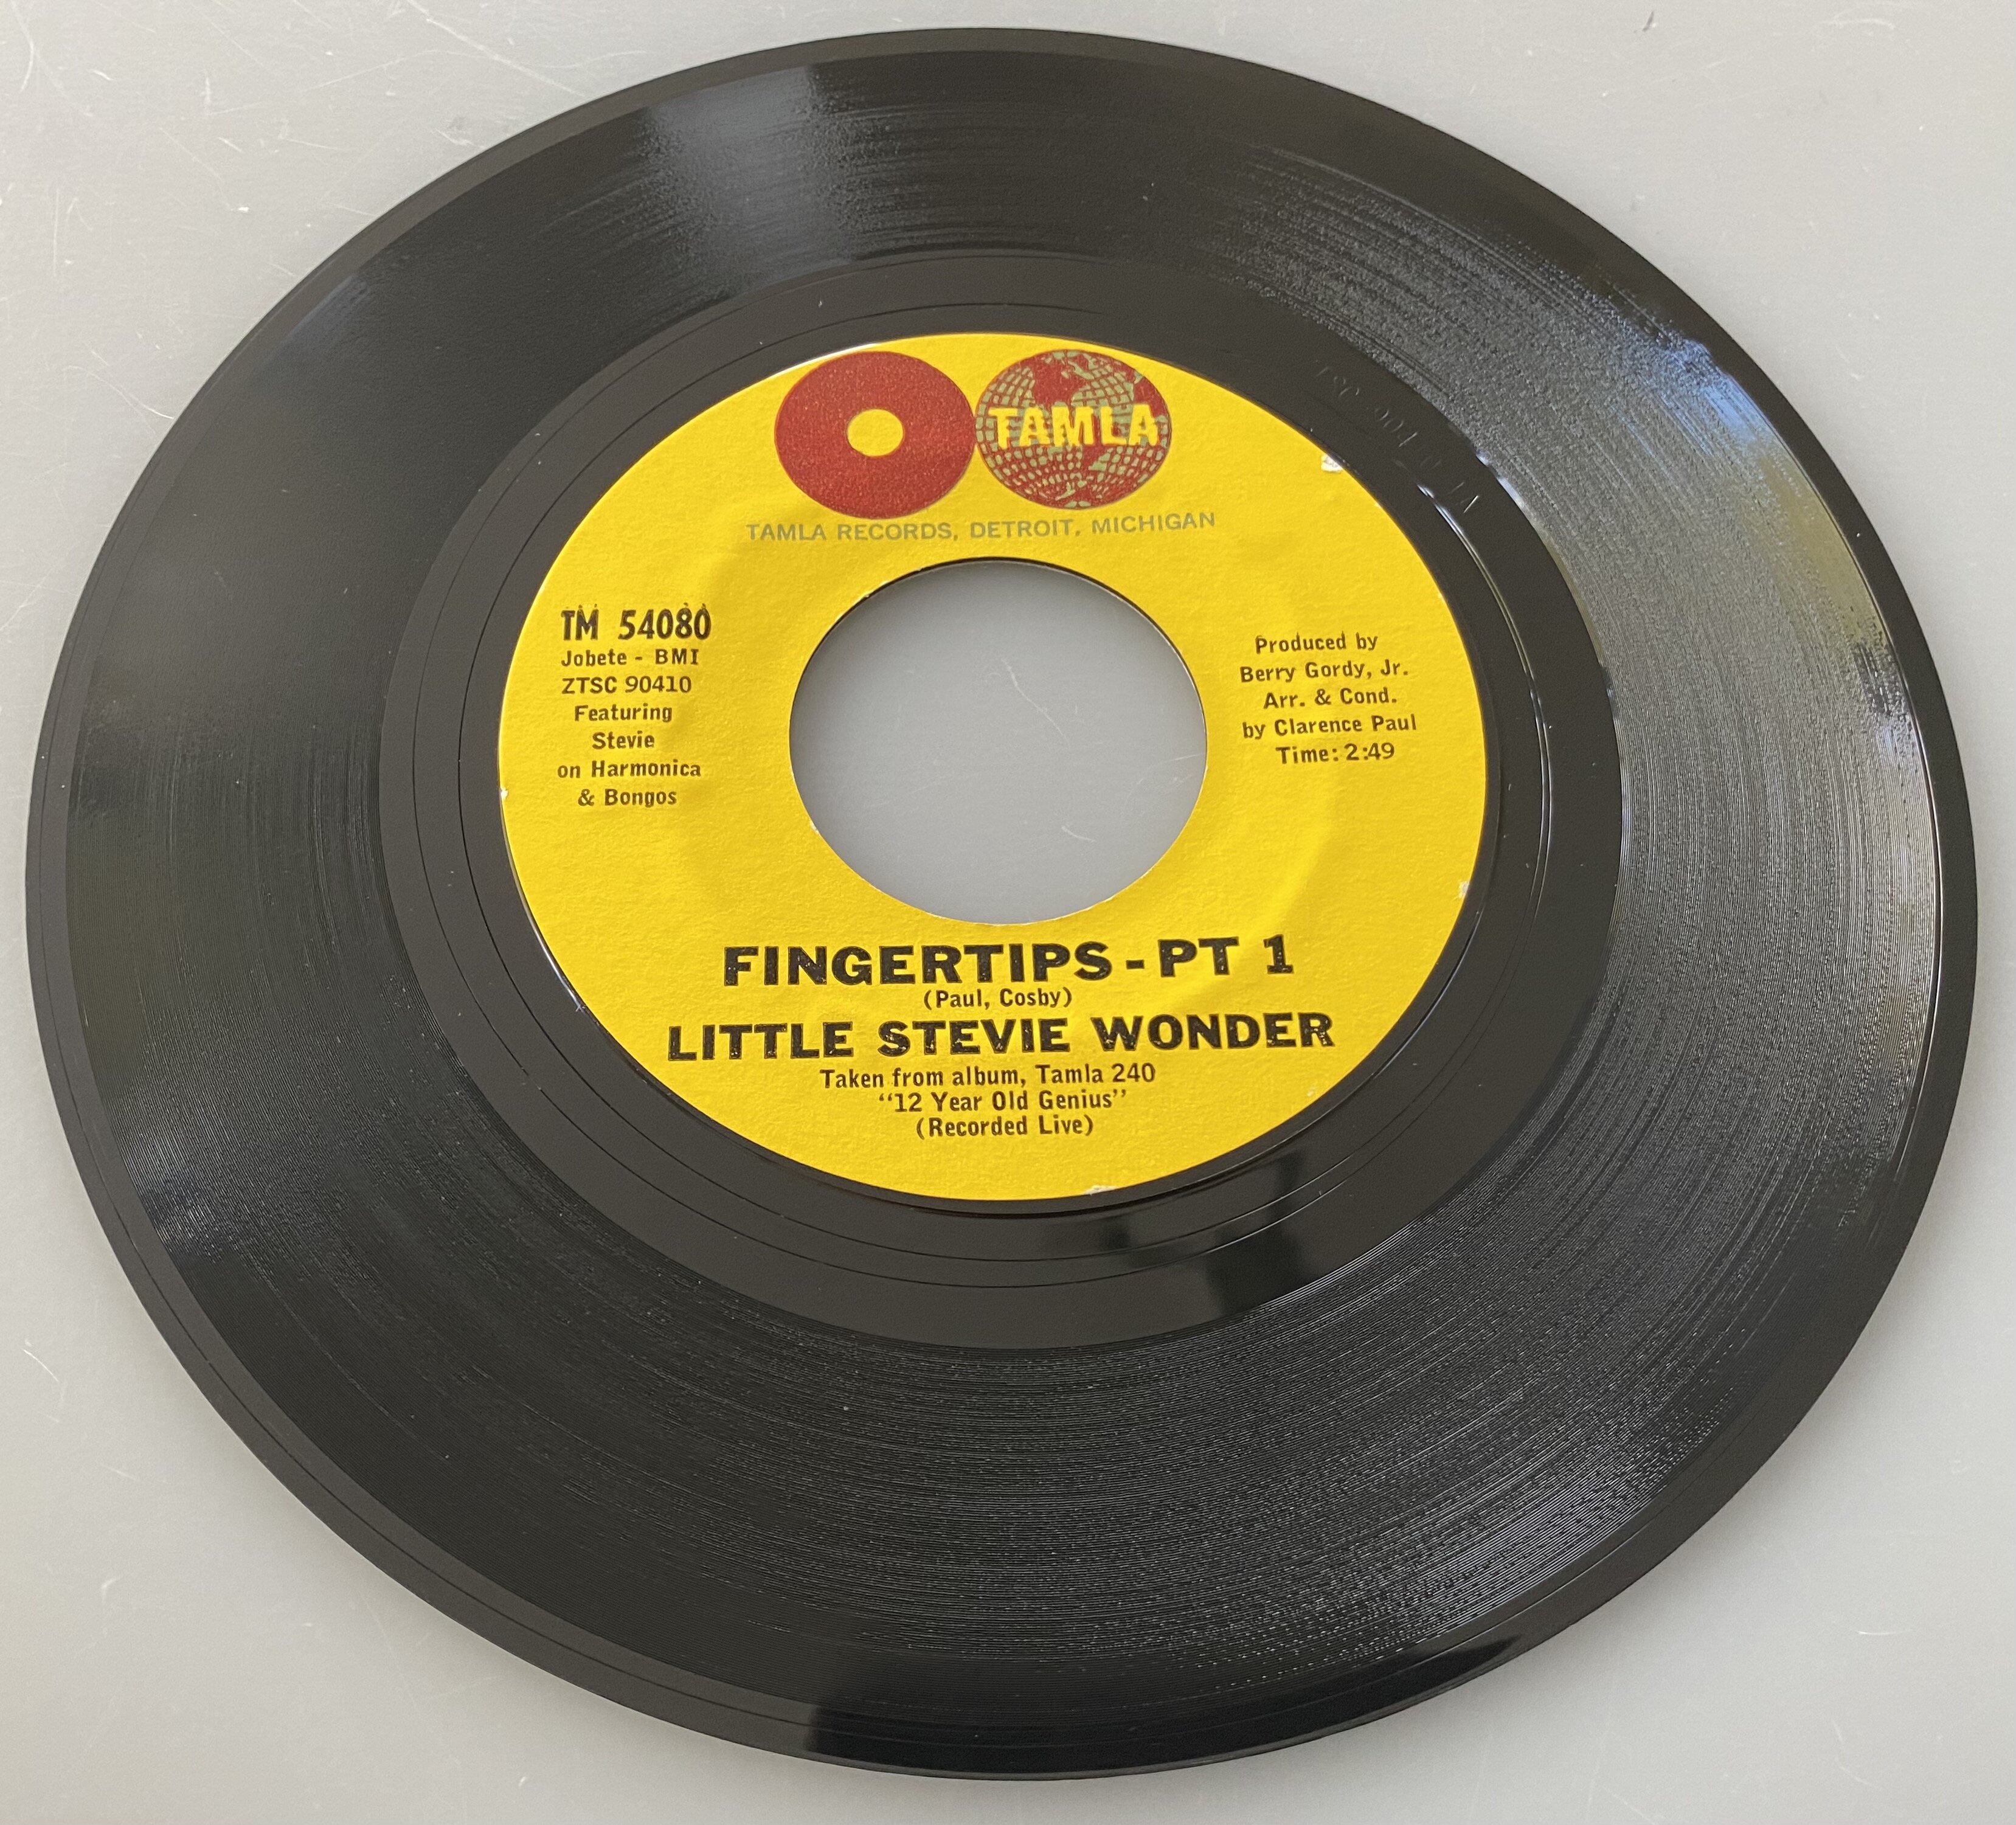 TAMLA
TAMLA RECORDS, DETROIT, MICHIGAN
TM 54080
Jobete - BMI
ZTSC 90410
Featuring
Stevie
on Harmonica
& Bongos
Produced by
Berry Gordy, Jr.
Arr. & Cond.
by Clarence Paul
Time: 2:49
FINGERTIPS - PT 1
(Paul, Cosby)
LITTLE STEVIE WONDER
Taken from album, Tamla 240
“12 Year Old Genius”
(Recorded Live)